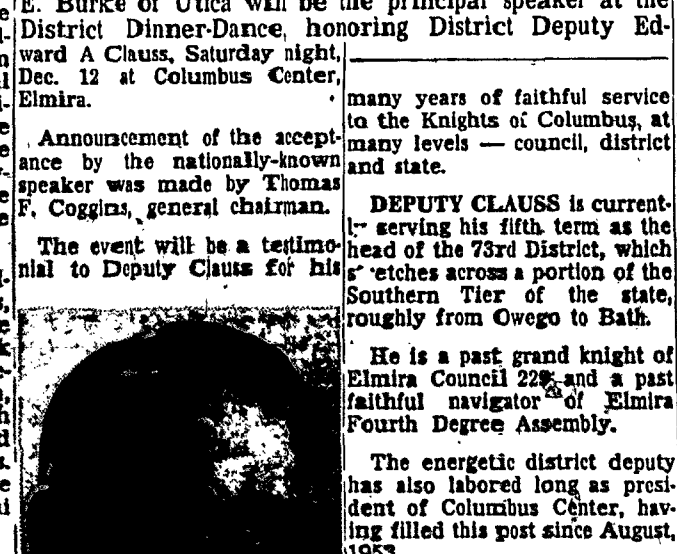 E. Burke of Utica will be the principal speaker at the
District Dinner-Dance, honoring District Deputy Ed-
ward A Clauss, Saturday night,
Dec. 12 at Columbus Center,
Elmira.
Announcement of the accept-
ance by the nationally-known
speaker was made by Thomas
F. Coggins, general chairman.
The event will be a testimo-
nial to Deputy Clauss for his
many years of faithful service
to the Knights of Columbus, at
many levels — council, district
and state.
DEPUTY CLAUSS is current-
ly serving his fifth term as the
head of the 73rd District, which
stretches across a portion of the
Southern Tier of the state,
roughly from Owego to Bath.
He is a past grand knight of
Elmira Council 229 and a past
faithful navigator of Elmira
Fourth Degree Assembly.
The energetic district deputy
has also labored long as presi-
dent of Columbus Center, hav-
ing filled this post since August,